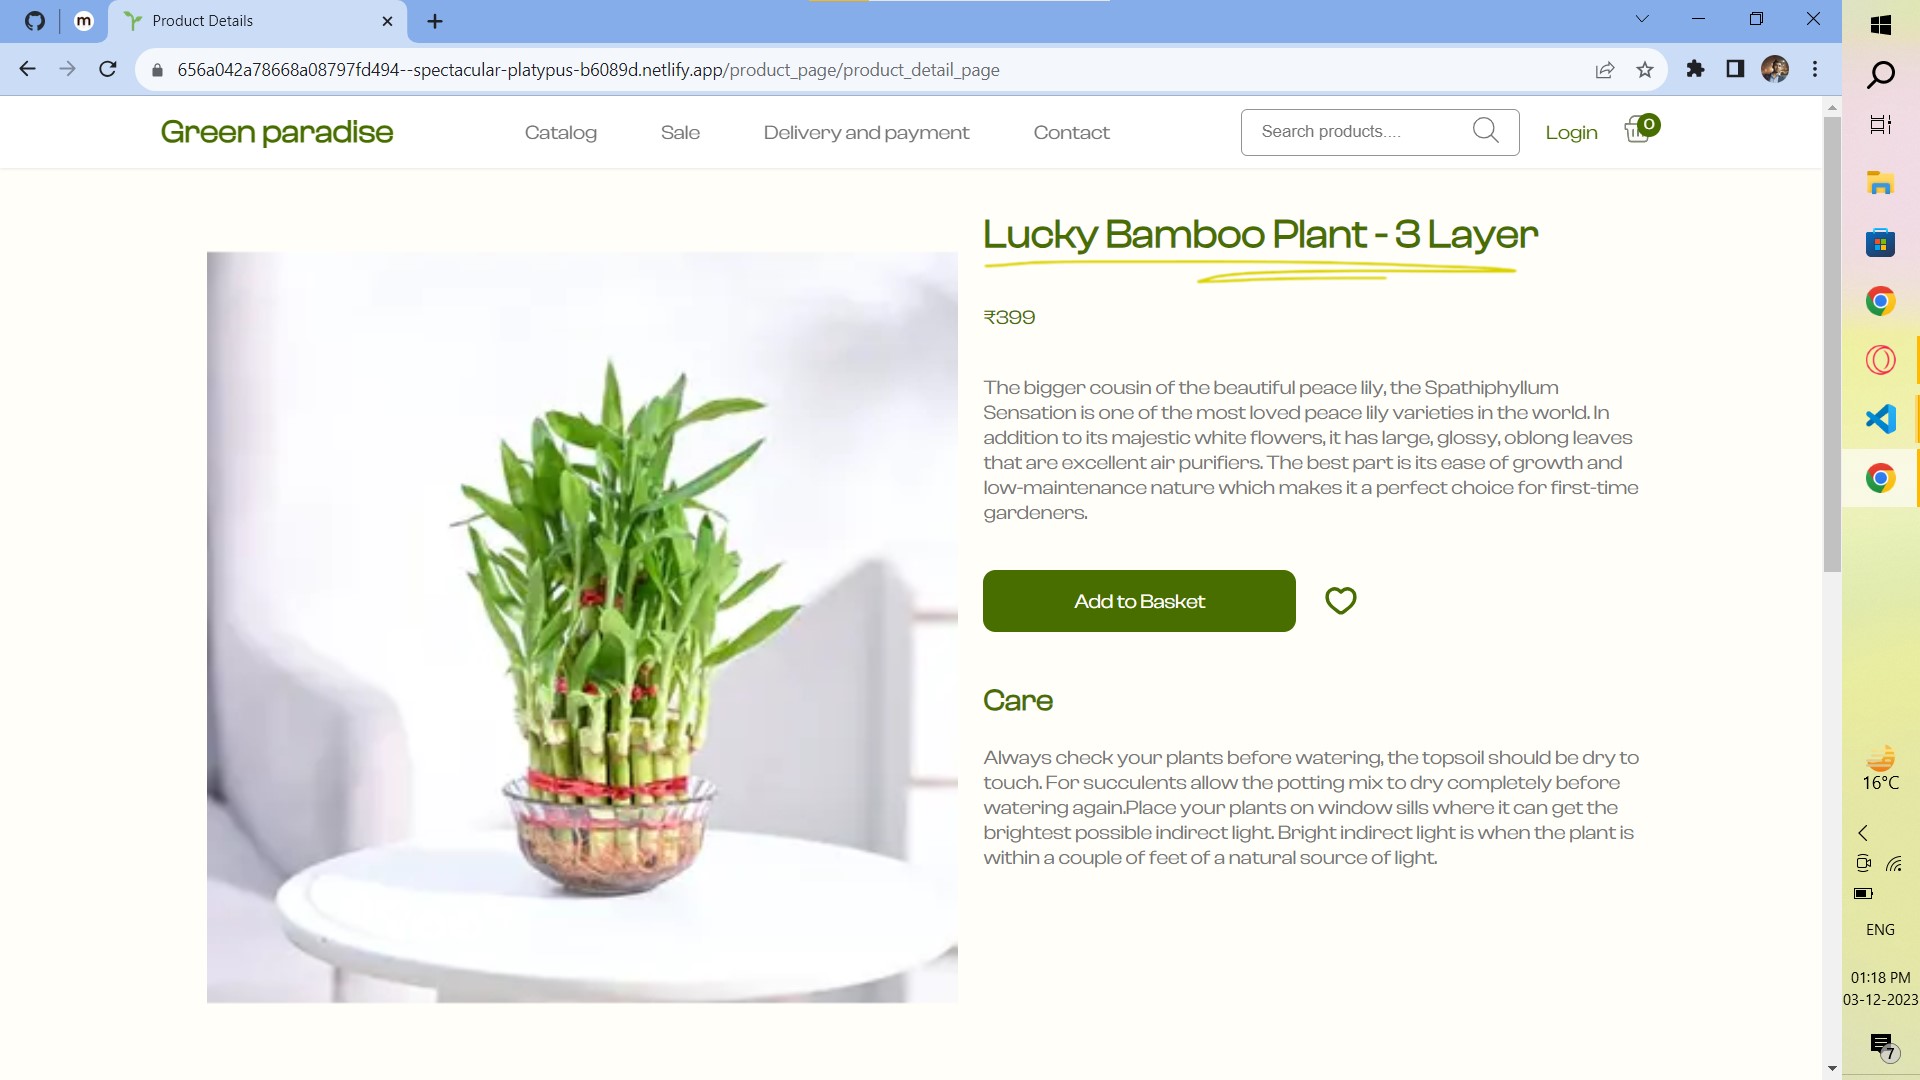 m
Product Details
656a042a78668a08797fd494--spectacular-platypus-b6089d.netlify.app/product_page/product_detail_page
Green paradise
Catalog
Sale
Delivery and payment
Contact
Search products....
Login
0
Lucky Bamboo Plant - 3 Layer
₹399
The bigger cousin of the beautiful peace lily, the Spathiphyllum
Sensation is one of the most loved peace lily varieties in the world. In
addition to its majestic white flowers, it has large, glossy, oblong leaves
that are excellent air purifiers. The best part is its ease of growth and
low-maintenance nature which makes it a perfect choice for first-time
gardeners.
Add to Basket
Care
Always check your plants before watering, the topsoil should be dry to
touch. For succulents allow the potting mix to dry completely before
watering again.Place your plants on window sills where it can get the
brightest possible indirect light. Bright indirect light is when the plant is
within a couple of feet of a natural source of light.
16°C
ENG
01:18 PM
03-12-2023
7